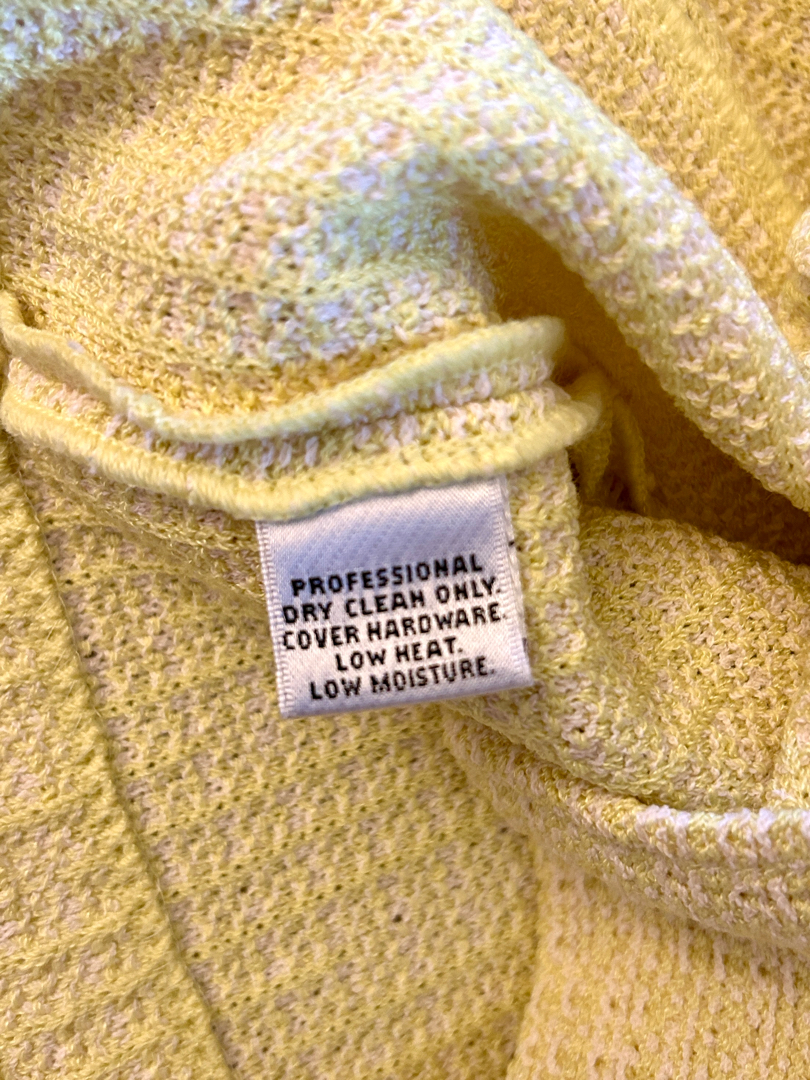 PROFESSIONAL
DRY CLEAN ONLY.
COVER HARDWARE.
LOW HEAT.
LOW MOISTURE.